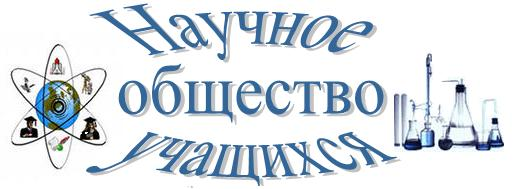 Научное
общество
учащихся